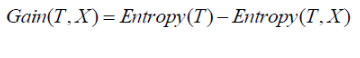 Gain(T, X) = Entropy(T) − Entropy(T, X)